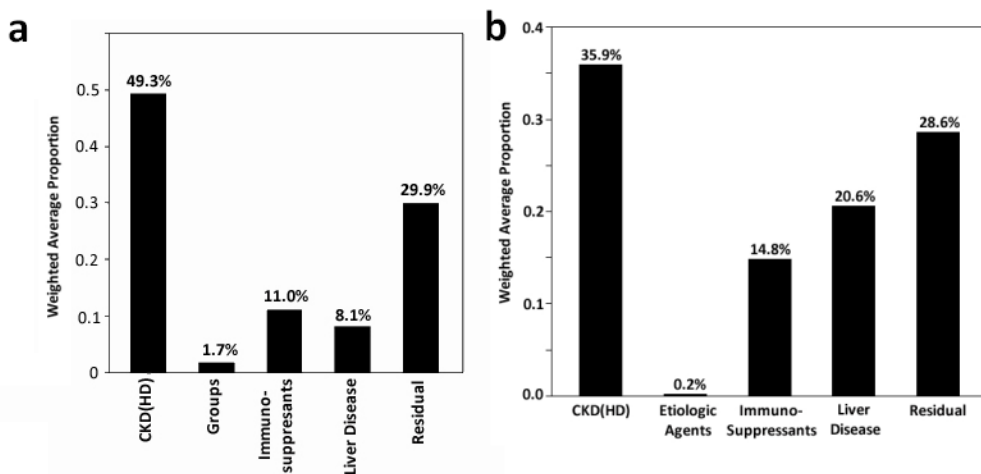 a
Weighted Average Proportion
0.5
0.4
0.3
0.2
0.1
0
49.3%
1.7%
11.0%
8.1%
29.9%
CKD(HD)
Groups
Immuno-
suppresants
Liver Disease
Residual
b
Weighted Average Proportion
0.4
0.3
0.2
0.1
0.0
35.9%
0.2%
14.8%
20.6%
28.6%
CKD(HD)
Etiologic
Agents
Immuno-
Suppressants
Liver
Disease
Residual